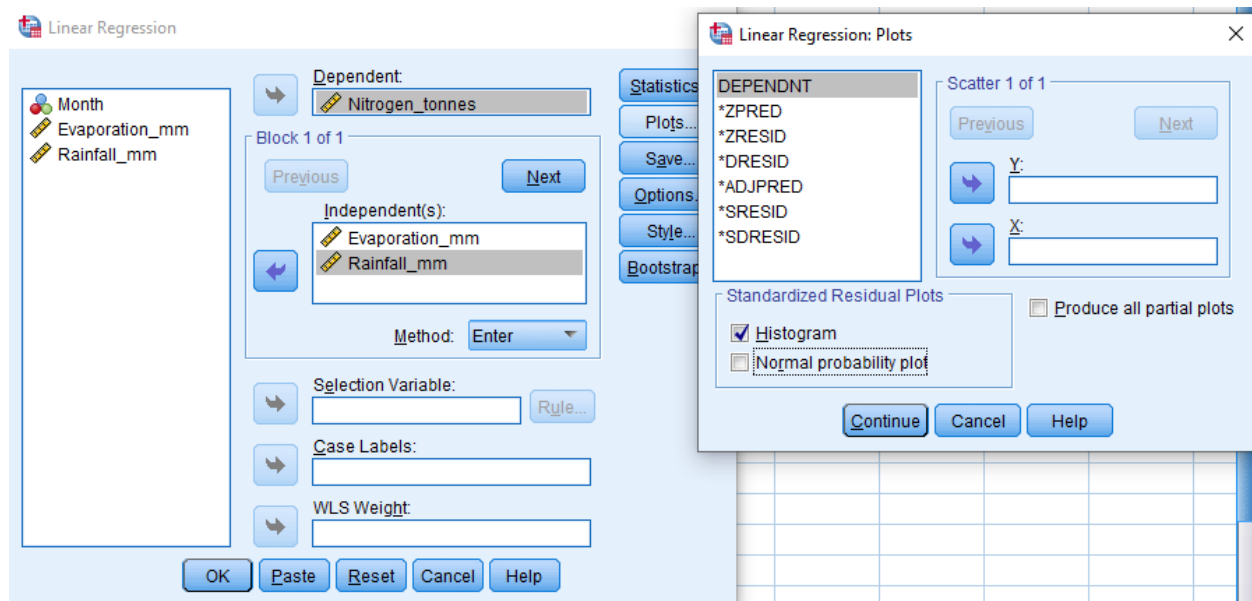 Linear Regression
Dependent:
Nitrogen_tonnes
Month
Evaporation_mm
Rainfall_mm
Block 1 of 1
Previous
Next
Independent(s):
Evaporation_mm
Rainfall_mm
Method:
Enter
Selection Variable:
Rule...
Case Labels:
WLS Weight:
OK
Paste
Reset
Cancel
Help
Statistics
Plots...
Save...
Options.
Style...
Bootstrap
Linear Regression: Plots
DEPENDNT
*ZPRED
*ZRESID
*DRESID
*ADJPRED
*SRESID
*SDRESID
Scatter 1 of 1
Previous
Next
Y:
X:
Standardized Residual Plots
Histogram
Normal probability plot
Produce all partial plots
Continue
Cancel
Help